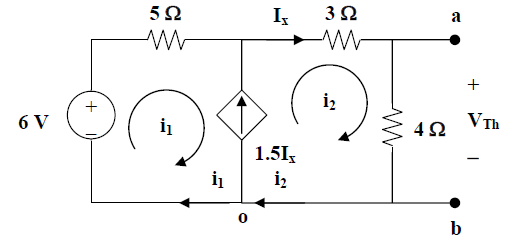 5 Ω Iₓ 3 Ω a
+
6 V + i₁ i₂ 4 Ω V_Th
–
–
1.5Iₓ
i₁ i₂
o b